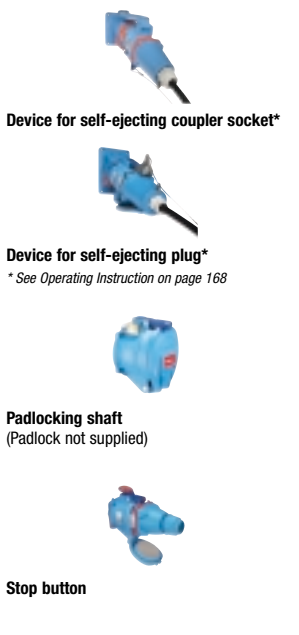 Device for self-ejecting coupler socket*
Device for self-ejecting plug*
* See Operating Instruction on page 168
Padlocking shaft
(Padlock not supplied)
Stop button